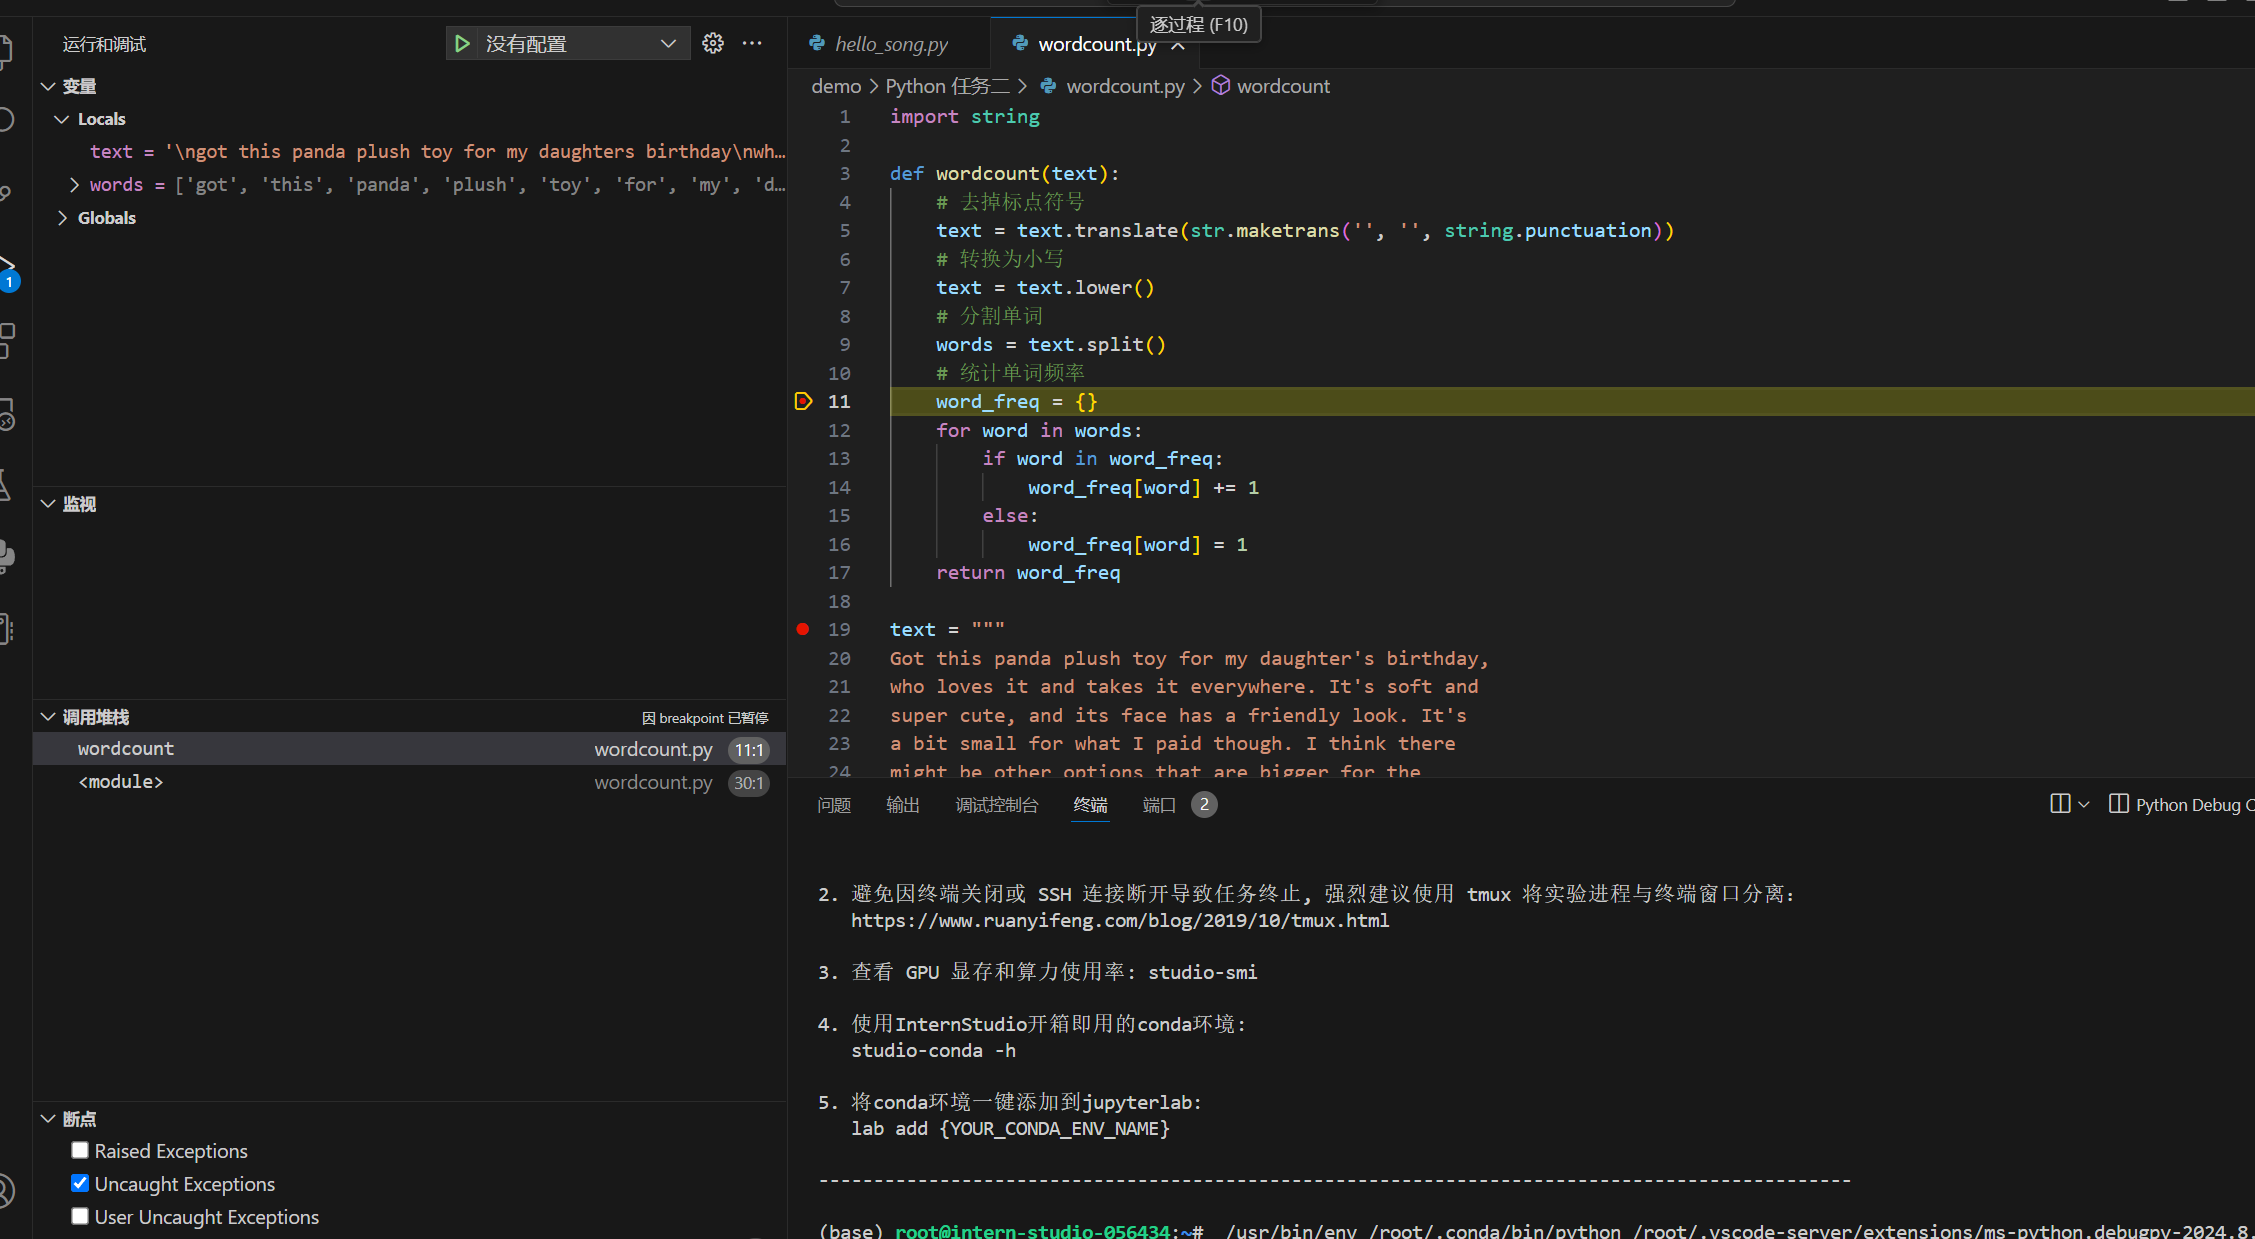 逐过程 (F10)
运行和调试
没有配置
变量
Locals
text = '\ngot this panda plush toy for my daughters birthday\nwh…
words = ['got', 'this', 'panda', 'plush', 'toy', 'for', 'my', 'd…
Globals
监视
调用堆栈
因 breakpoint 已暂停
wordcount wordcount.py 11:1
<module> wordcount.py 30:1
断点
Raised Exceptions
Uncaught Exceptions
User Uncaught Exceptions
1
hello_song.py
wordcount.py
demo > Python 任务二 > wordcount.py > wordcount
1 import string
2
3 def wordcount(text):
4 # 去掉标点符号
5 text = text.translate(str.maketrans('', '', string.punctuation))
6 # 转换为小写
7 text = text.lower()
8 # 分割单词
9 words = text.split()
10 # 统计单词频率
11 word_freq = {}
12 for word in words:
13 if word in word_freq:
14 word_freq[word] += 1
15 else:
16 word_freq[word] = 1
17 return word_freq
18
19 text = """
20 Got this panda plush toy for my daughter's birthday,
21 who loves it and takes it everywhere. It's soft and
22 super cute, and its face has a friendly look. It's
23 a bit small for what I paid though. I think there
24 might be other options that are bigger for the
问题 输出 调试控制台 终端 端口 2
Python Debug C
2. 避免因终端关闭或 SSH 连接断开导致任务终止, 强烈建议使用 tmux 将实验进程与终端窗口分离:
https://www.ruanyifeng.com/blog/2019/10/tmux.html
3. 查看 GPU 显存和算力使用率: studio-smi
4. 使用InternStudio开箱即用的conda环境:
studio-conda -h
5. 将conda环境一键添加到jupyterlab:
lab add {YOUR_CONDA_ENV_NAME}
----------------------------------------------------------------------------------------------
(base) root@intern-studio-056434:~# /usr/bin/env /root/.conda/bin/python /root/.vscode-server/extensions/ms-python.debugpy-2024.8.